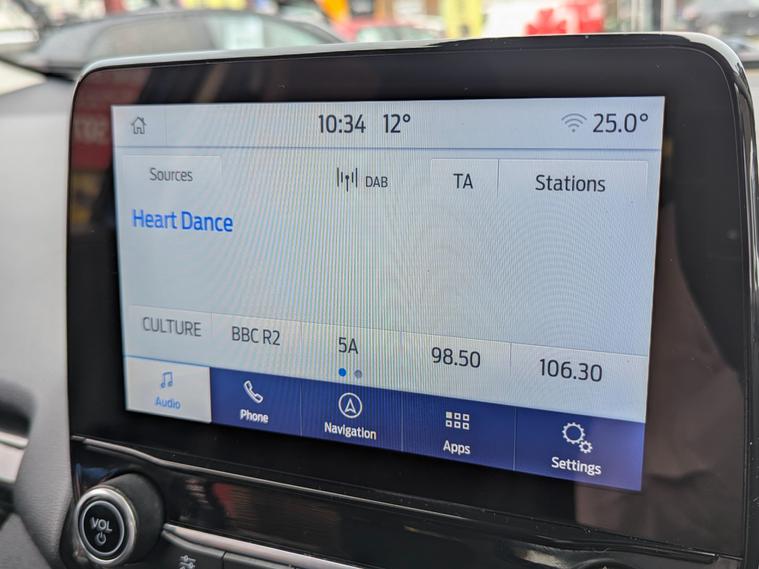 10:34 12° 25.0°
Sources DAB TA Stations
Heart Dance
CULTURE BBC R2 5A 98.50 106.30
Audio Phone Navigation Apps Settings
VOL